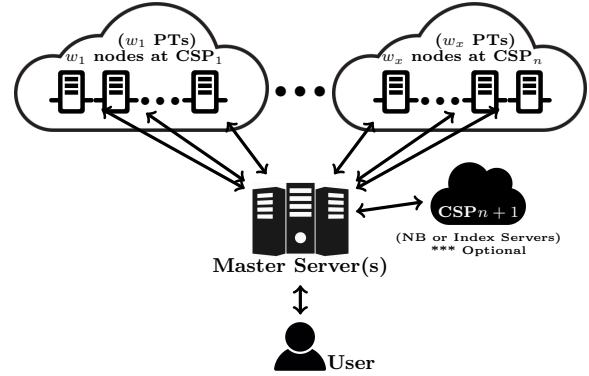 (w₁ PTs)
w₁ nodes at CSP₁
(wₓ PTs)
wₓ nodes at CSPₙ
CSPn + 1
(NB or Index Servers)
*** Optional
Master Server(s)
User